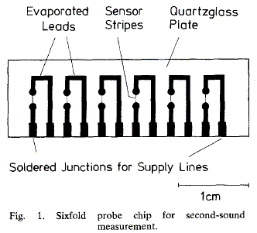 Evaporated Leads
Sensor Stripes
Quartzglass Plate
Soldered Junctions for Supply Lines
1cm
Fig. 1. Sixfold probe chip for second-sound
measurement.